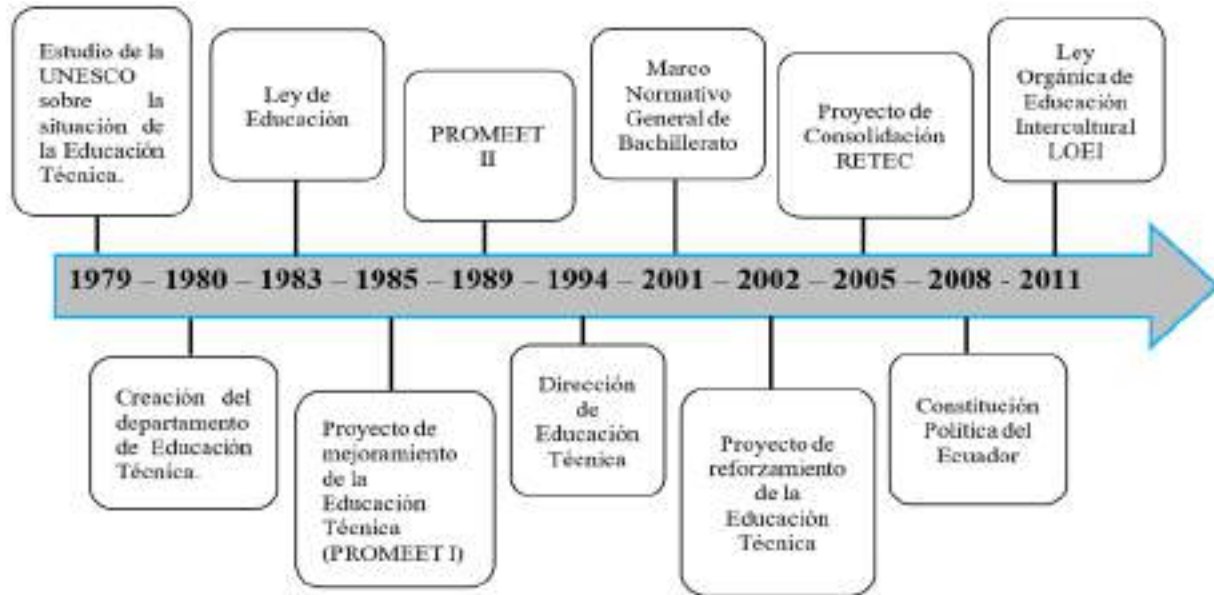 Estudio de la
UNESCO
sobre la
situación de
la Educación
Técnica.
Ley de
Educación
PROMEET
II
Marco
Normativo
General de
Bachillerato
Proyecto de
Consolidación
RETEC
Ley
Orgánica de
Educación
Intercultural
LOEI
1979 – 1980 – 1983 – 1985 – 1989 – 1994 – 2001 – 2002 – 2005 – 2008 - 2011
Creación del
departamento
de Educación
Técnica.
Proyecto de
mejoramiento
de la
Educación
Técnica
(PROMEET I)
Dirección
de
Educación
Técnica
Proyecto de
reforzamiento
de la
Educación
Técnica
Constitución
Política del
Ecuador